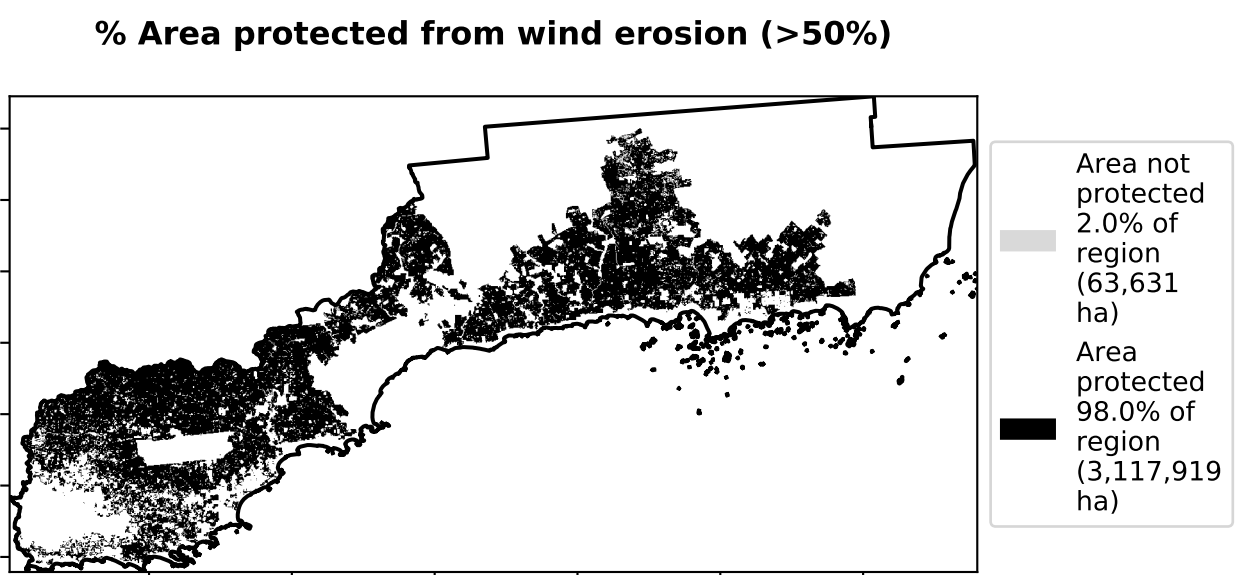 % Area protected from wind erosion (>50%)
Area not
protected
2.0% of
region
(63,631
ha)
Area
protected
98.0% of
region
(3,117,919
ha)